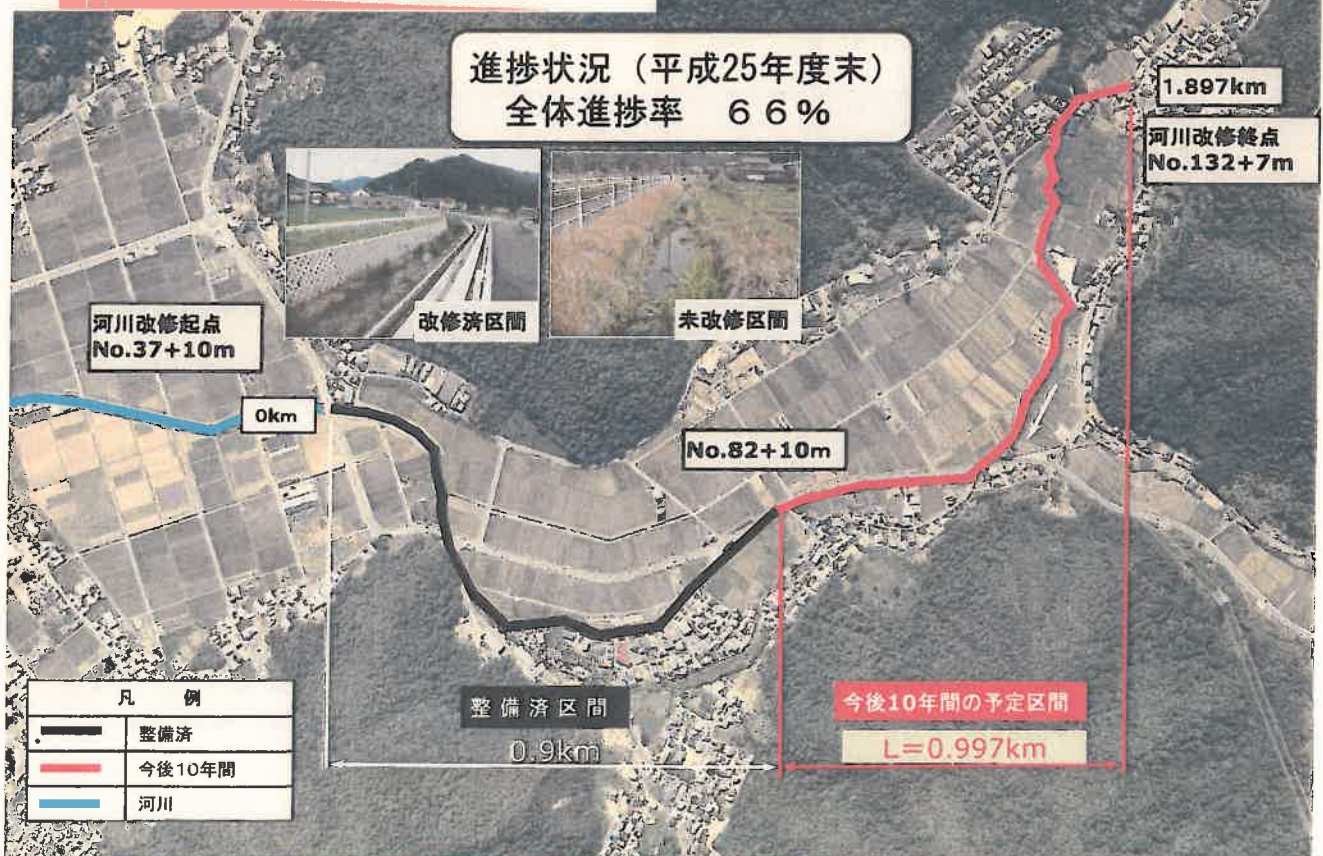 進捗状況（平成25年度末）
全体進捗率　６６％
1.897km
河川改修終点
No.132+7m
改修済区間
未改修区間
河川改修起点
No.37+10m
0km
No.82+10m
整備済区間
0.9km
今後10年間の予定区間
L=0.997km
凡　例
整備済
今後10年間
河川